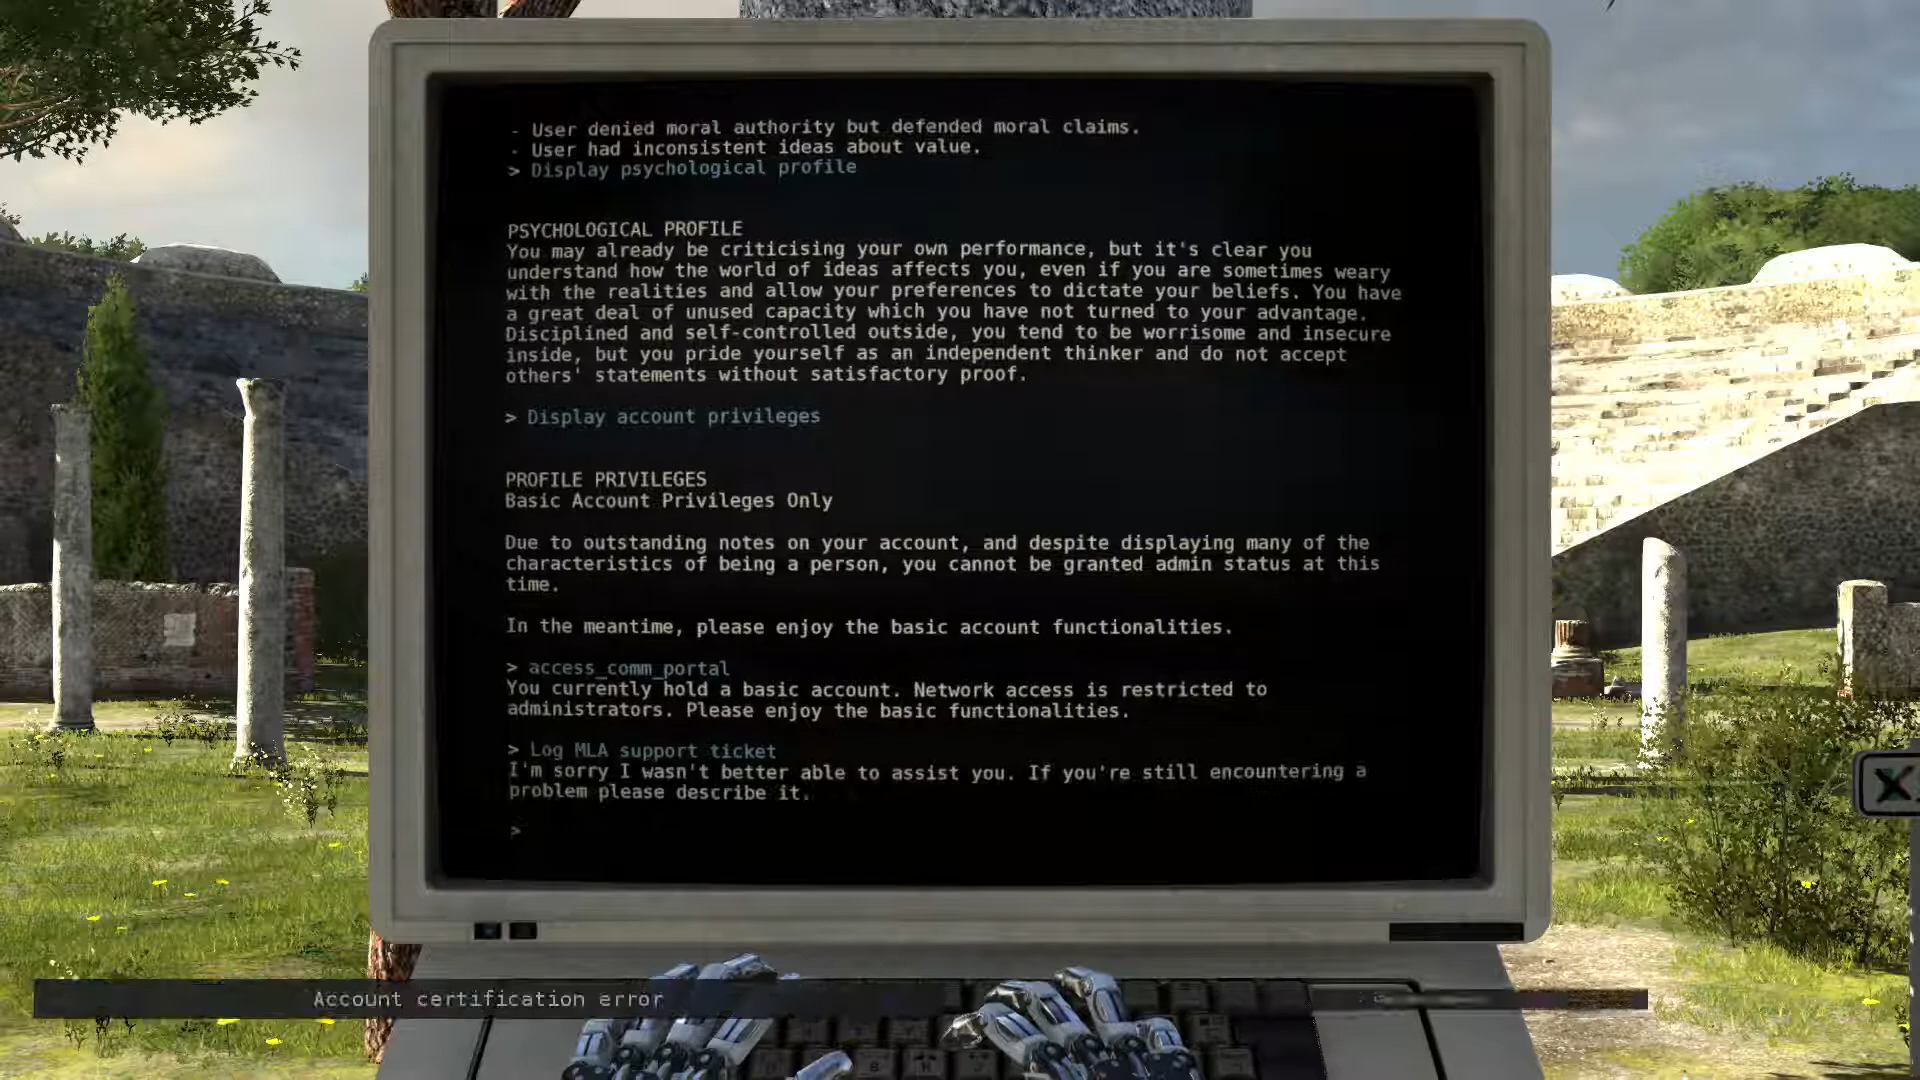 - User denied moral authority but defended moral claims.
- User had inconsistent ideas about value.
> Display psychological profile
PSYCHOLOGICAL PROFILE
You may already be criticising your own performance, but it's clear you
understand how the world of ideas affects you, even if you are sometimes weary
with the realities and allow your preferences to dictate your beliefs. You have
a great deal of unused capacity which you have not turned to your advantage.
Disciplined and self-controlled outside, you tend to be worrisome and insecure
inside, but you pride yourself as an independent thinker and do not accept
others' statements without satisfactory proof.
> Display account privileges
PROFILE PRIVILEGES
Basic Account Privileges Only
Due to outstanding notes on your account, and despite displaying many of the
characteristics of being a person, you cannot be granted admin status at this
time.
In the meantime, please enjoy the basic account functionalities.
> access_comm_portal
You currently hold a basic account. Network access is restricted to
administrators. Please enjoy the basic functionalities.
> Log MLA support ticket
I'm sorry I wasn't better able to assist you. If you're still encountering a
problem please describe it.
>
X
Account certification error